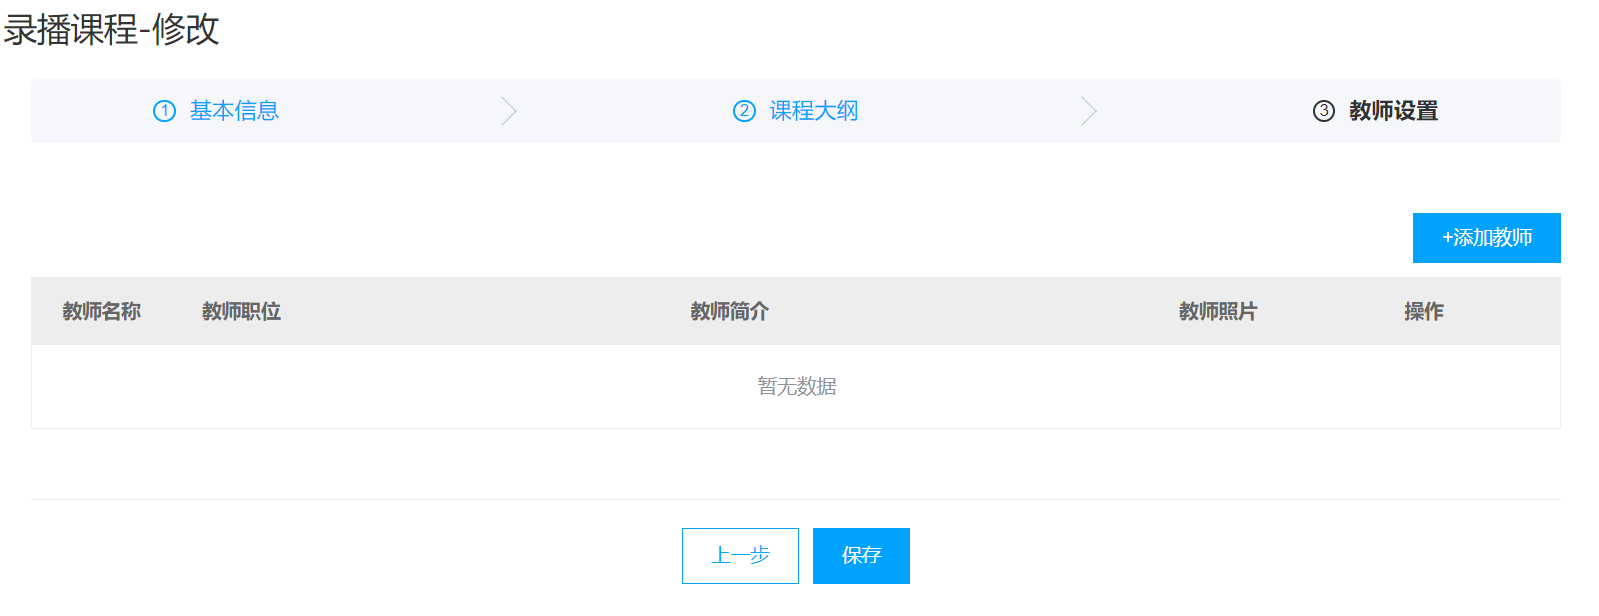 录播课程-修改
① 基本信息 ② 课程大纲 ③ 教师设置
+添加教师
教师名称 教师职位 教师简介 教师照片 操作
暂无数据
上一步 保存